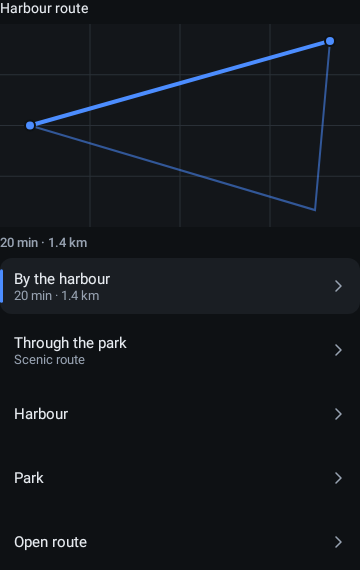 Harbour route
20 min · 1.4 km
By the harbour
20 min · 1.4 km
Through the park
Scenic route
Harbour
Park
Open route